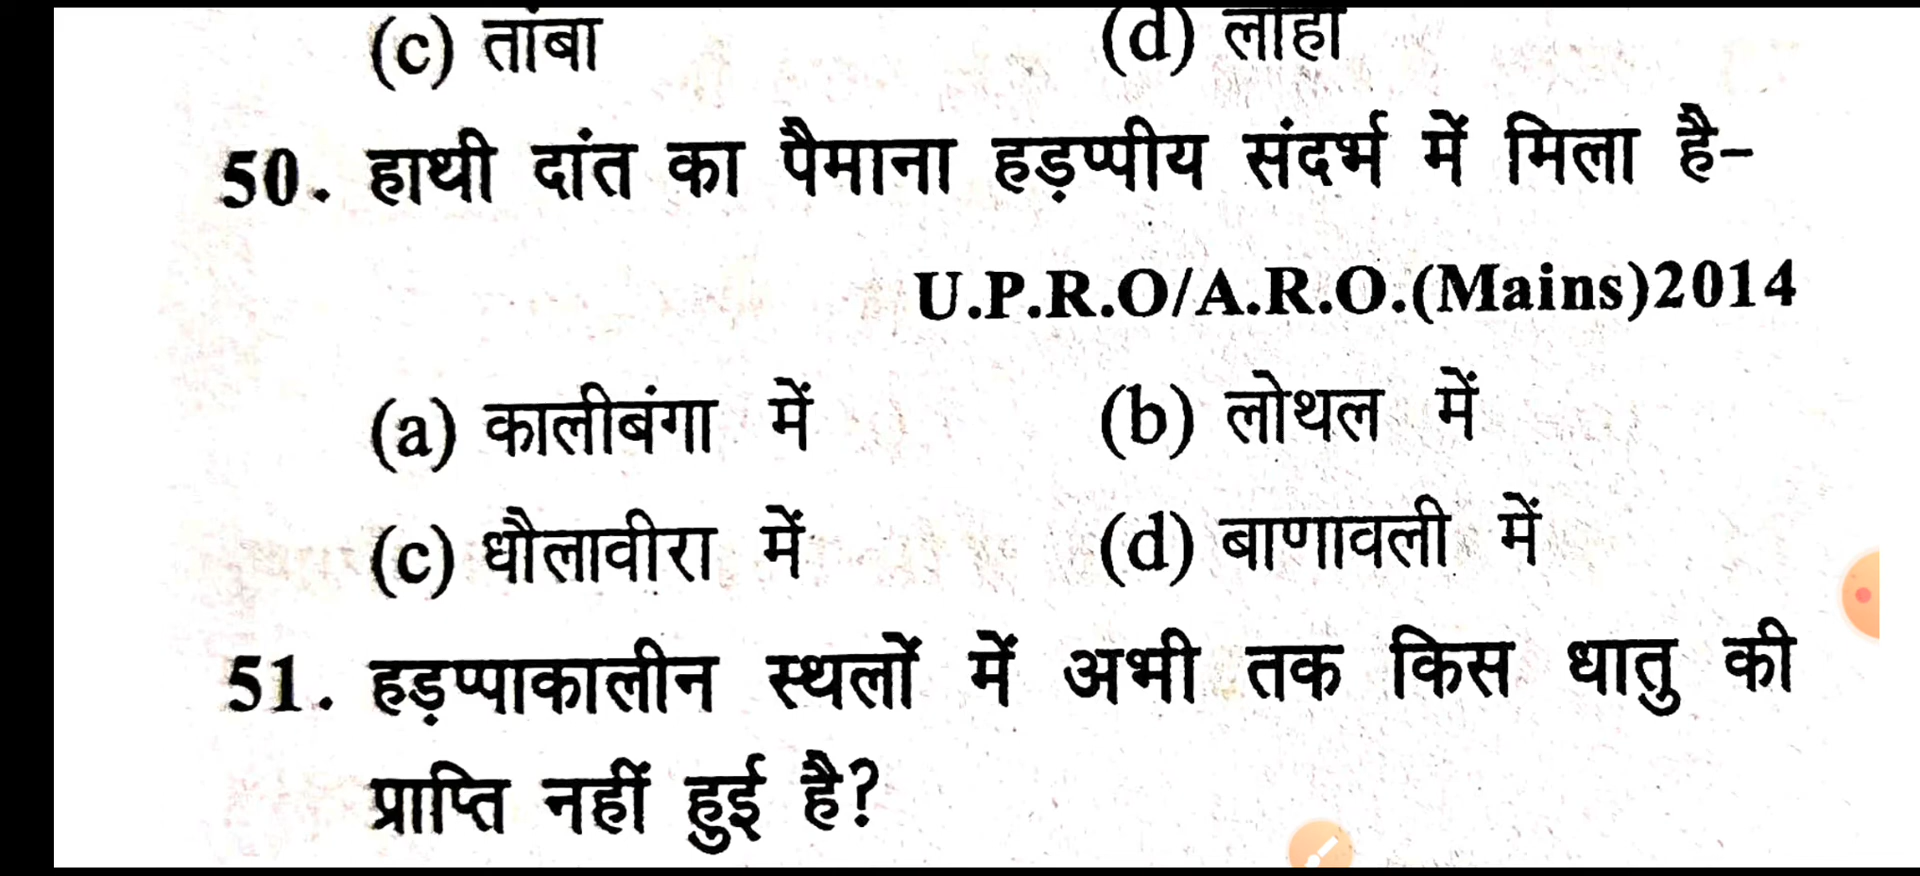 (c) तांबा (d) लोहा
50. हाथी दांत का पैमाना हड़प्पीय संदर्भ में मिला है-
U.P.R.O/A.R.O.(Mains)2014
(a) कालीबंगा में (b) लोथल में
(c) धौलावीरा में (d) बाणावली में
51. हड़प्पाकालीन स्थलों में अभी तक किस धातु की
प्राप्ति नहीं हुई है?